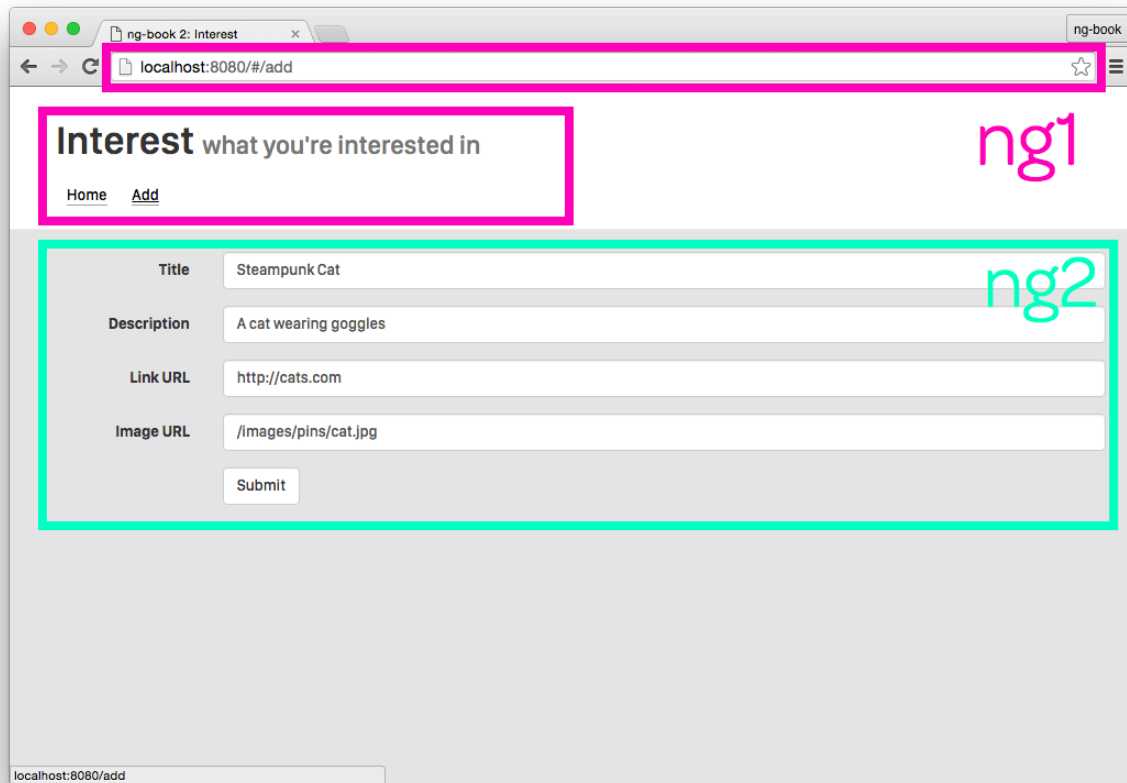 ng-book 2: Interest
ng-book
localhost:8080/#/add
Interest what you're interested in
ng1
Home Add
ng2
Title Steampunk Cat
Description A cat wearing goggles
Link URL http://cats.com
Image URL /images/pins/cat.jpg
Submit
localhost:8080/add